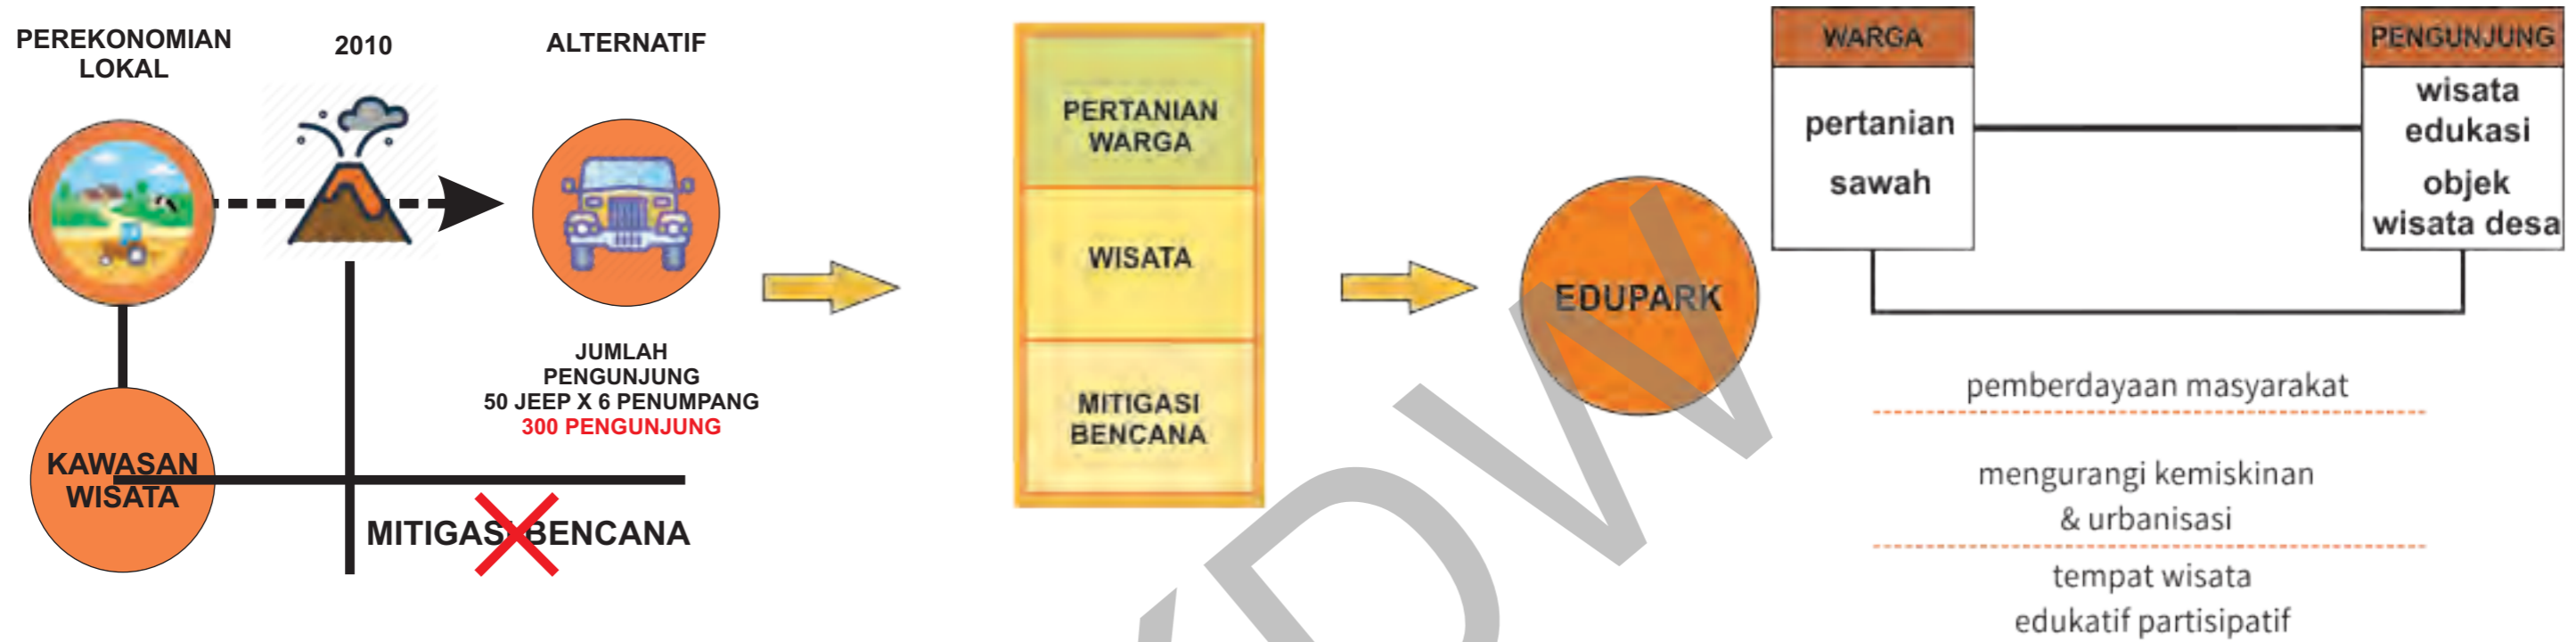 PEREKONOMIAN
LOKAL
2010
ALTERNATIF
JUMLAH
PENGUNJUNG
50 JEEP X 6 PENUMPANG
300 PENGUNJUNG
KAWASAN
WISATA
MITIGASI BENCANA
PERTANIAN
WARGA
WISATA
MITIGASI
BENCANA
EDUPARK
WARGA
pertanian
sawah
PENGUNJUNG
wisata
edukasi
objek
wisata desa
pemberdayaan masyarakat
mengurangi kemiskinan
& urbanisasi
tempat wisata
edukatif partisipatif